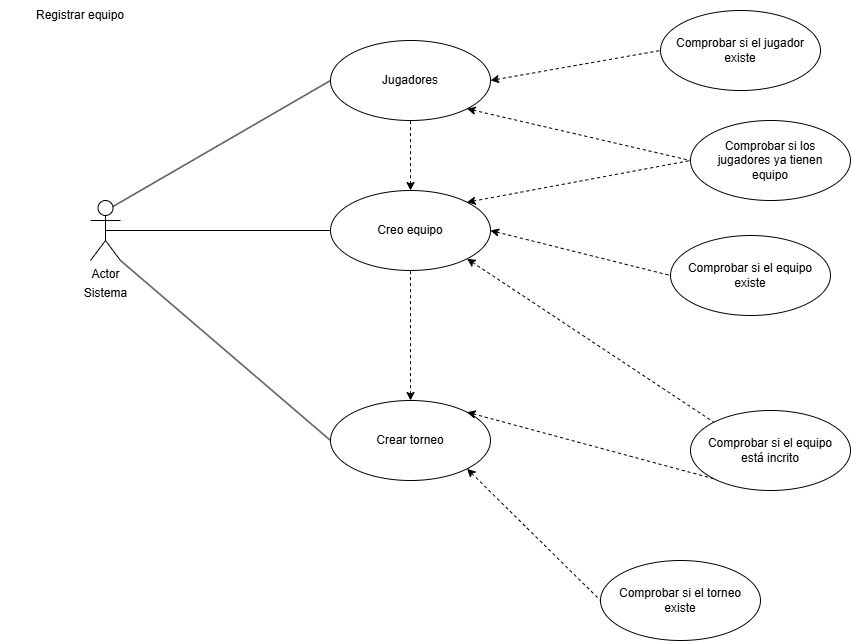 Registrar equipo
Comprobar si el jugador
existe
Jugadores
Comprobar si los
jugadores ya tienen
equipo
Creo equipo
Actor
Sistema
Comprobar si el equipo
existe
Crear torneo
Comprobar si el equipo
está incrito
Comprobar si el torneo
existe